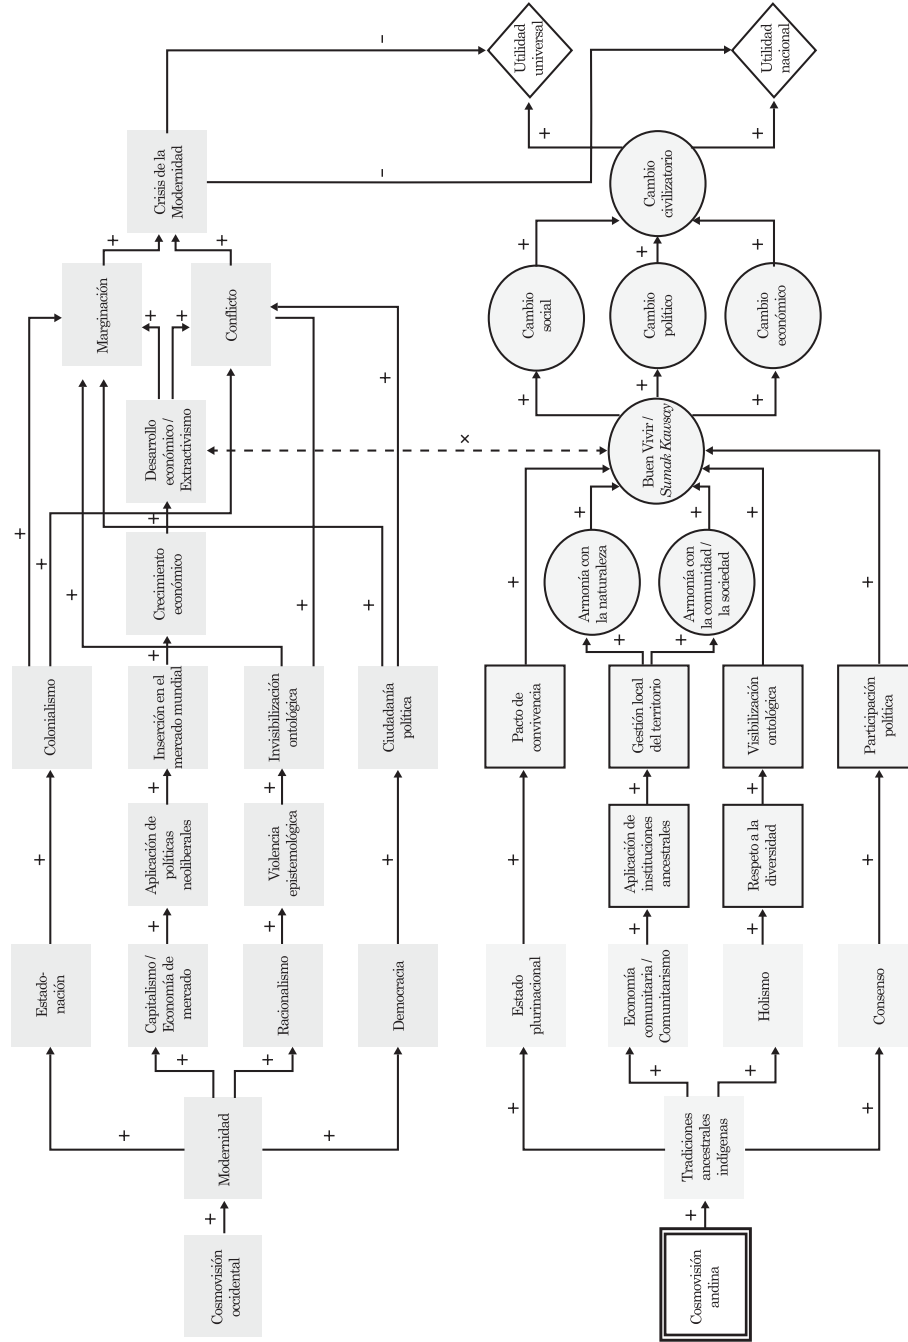 Cosmovisión
occidental
Modernidad
Estado-
nación
Capitalismo /
Economía de
mercado
Racionalismo
Democracia
Aplicación de
políticas
neoliberales
Violencia
epistemológica
Colonialismo
Inserción en el
mercado mundial
Invisibilización
ontológica
Ciudadanía
política
Crecimiento
económico
Desarrollo
económico /
Extractivismo
Marginación
Conflicto
Crisis de la
Modernidad
Utilidad
universal
Utilidad
nacional
Cosmovisión
andina
Tradiciones
ancestrales
indígenas
Estado
plurinacional
Economía
comunitaria /
Comunitarismo
Holismo
Consenso
Aplicación de
instituciones
ancestrales
Respeto a la
diversidad
Pacto de
convivencia
Gestión local
del territorio
Visibilización
ontológica
Participación
política
Armonía con
la naturaleza
Armonía con
la comunidad /
la sociedad
Buen Vivir /
Sumak Kawsay
Cambio
social
Cambio
político
Cambio
económico
Cambio
civilizatorio